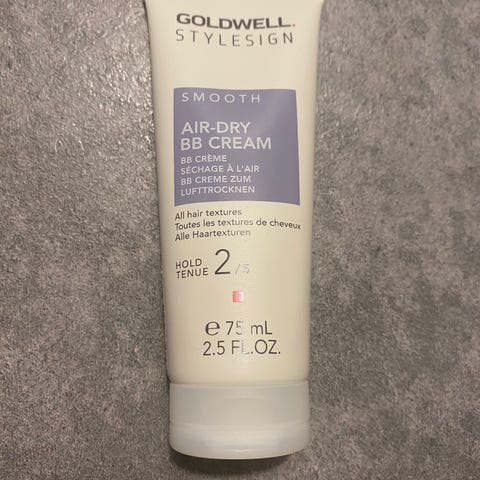 GOLDWELL.
STYLESIGN
SMOOTH
AIR-DRY
BB CREAM
BB CRÈME
SÉCHAGE À L'AIR
BB CREME ZUM
LUFTTROCKNEN
All hair textures
Toutes les textures de cheveux
Alle Haartexturen
HOLD
TENUE 2/5
e 75 mL
2.5 FL.OZ.